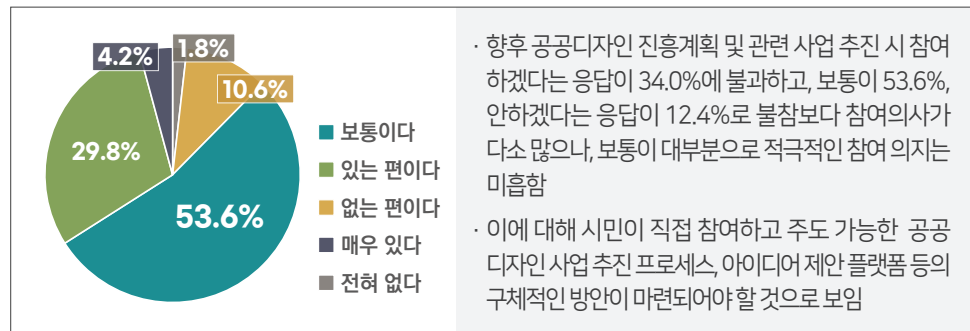 4.2%
1.8%
10.6%
29.8%
53.6%
보통이다
있는 편이다
없는 편이다
매우 있다
전혀 없다
· 향후 공공디자인 진흥계획 및 관련 사업 추진 시 참여
하겠다는 응답이 34.0%에 불과하고, 보통이 53.6%,
안하겠다는 응답이 12.4%로 불참보다 참여의사가
다소 많으나, 보통이 대부분으로 적극적인 참여 의지는
미흡함
· 이에 대해 시민이 직접 참여하고 주도 가능한 공공
디자인 사업 추진 프로세스, 아이디어 제안 플랫폼 등의
구체적인 방안이 마련되어야 할 것으로 보임